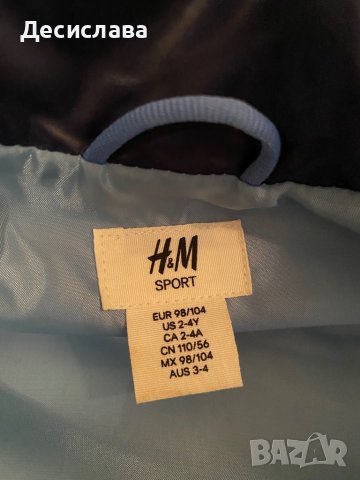 Десислава
H&M
SPORT
EUR 98/104
US 2-4Y
CA 2-4A
CN 110/56
MX 98/104
AUS 3-4
BAZAR